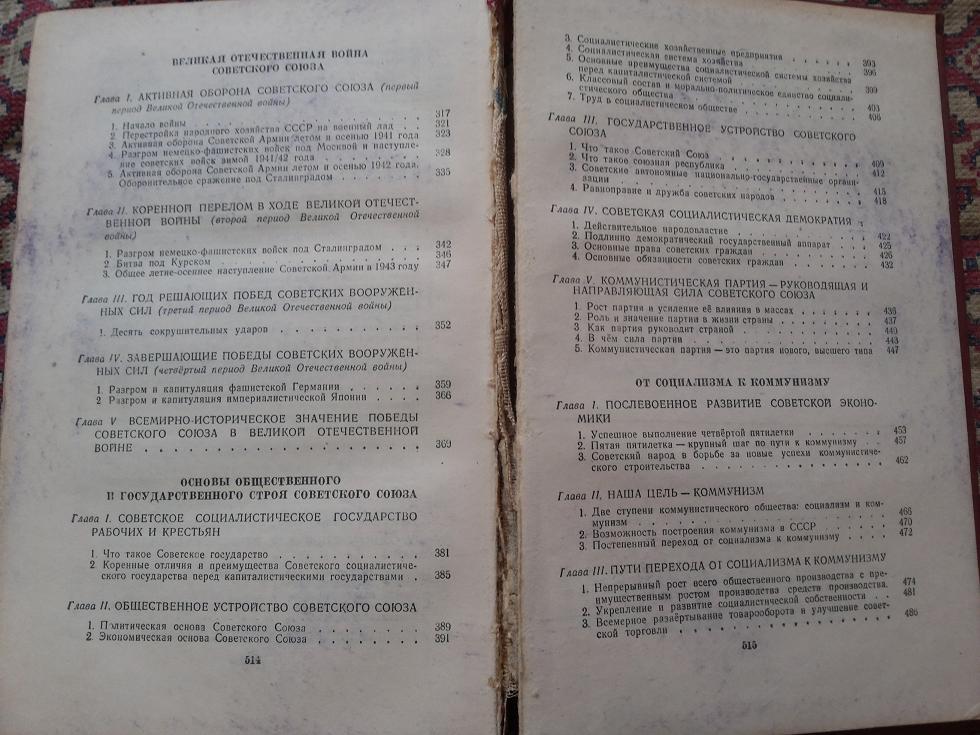 ВЕЛИКАЯ ОТЕЧЕСТВЕННАЯ ВОЙНА
СОВЕТСКОГО СОЮЗА
Глава I. АКТИВНАЯ ОБОРОНА СОВЕТСКОГО СОЮЗА (первый
период Великой Отечественной войны)
1. Начало войны . . . . . . . . . . 317
2. Перестройка народного хозяйства СССР на военный лад . . 321
3. Активная оборона Советской Армии летом и осенью 1941 года 323
4. Разгром немецко-фашистских войск под Москвой и наступле-
ние советских войск зимой 1941/42 года . . . . . . 328
5. Активная оборона Советской Армии летом и осенью 1942 года.
Оборонительное сражение под Сталинградом . . . . . 335
Глава II. КОРЕННОЙ ПЕРЕЛОМ В ХОДЕ ВЕЛИКОЙ ОТЕЧЕСТ-
ВЕННОЙ ВОЙНЫ (второй период Великой Отечественной
войны)
1. Разгром немецко-фашистских войск под Сталинградом . . . 342
2. Битва под Курском . . . . . . . . . . 346
3. Общее летне-осеннее наступление Советской Армии в 1943 году 347
Глава III. ГОД РЕШАЮЩИХ ПОБЕД СОВЕТСКИХ ВООРУЖЕН-
НЫХ СИЛ (третий период Великой Отечественной войны)
1. Десять сокрушительных ударов . . . . . . . . . . 352
Глава IV. ЗАВЕРШАЮЩИЕ ПОБЕДЫ СОВЕТСКИХ ВООРУЖЕН-
НЫХ СИЛ (четвёртый период Великой Отечественной войны)
1. Разгром и капитуляция фашистской Германии . . . . . . 359
2 Разгром и капитуляция империалистической Японии . . . . 366
Глава V ВСЕМИРНО-ИСТОРИЧЕСКОЕ ЗНАЧЕНИЕ ПОБЕДЫ
СОВЕТСКОГО СОЮЗА В ВЕЛИКОЙ ОТЕЧЕСТВЕННОЙ
ВОЙНЕ . . . . . . . . . . . . . . . 369
ОСНОВЫ ОБЩЕСТВЕННОГО
И ГОСУДАРСТВЕННОГО СТРОЯ СОВЕТСКОГО СОЮЗА
Глава I. СОВЕТСКОЕ СОЦИАЛИСТИЧЕСКОЕ ГОСУДАРСТВО
РАБОЧИХ И КРЕСТЬЯН
1. Что такое Советское государство . . . . . . . . . . 381
2. Коренные отличия и преимущества Советского социалистиче-
ского государства перед капиталистическими государствами . 385
Глава II. ОБЩЕСТВЕННОЕ УСТРОЙСТВО СОВЕТСКОГО СОЮЗА
1. Политическая основа Советского Союза . . . . . . . . 389
2. Экономическая основа Советского Союза . . . . . . . . 391
514
3. Социалистические хозяйственные предприятия . . . . . . 393
4. Социалистическая система хозяйства . . . . . . . . 396
5. Основные преимущества социалистической системы хозяйства
перед капиталистической системой . . . . . . . . 399
6. Классовый состав и морально-политическое единство социали-
стического общества . . . . . . . . . . 403
7. Труд в социалистическом обществе . . . . . . . . 406
Глава III. ГОСУДАРСТВЕННОЕ УСТРОЙСТВО СОВЕТСКОГО
СОЮЗА
1. Что такое Советский Союз . . . . . . . . . . 409
2. Что такое союзная республика . . . . . . . . . . 412
3. Советские автономные национально-государственные органи-
зации . . . . . . . . . . . . . . 415
4. Равноправие и дружба советских народов . . . . . . 418
Глава IV. СОВЕТСКАЯ СОЦИАЛИСТИЧЕСКАЯ ДЕМОКРАТИЯ
1. Действительное народовластие . . . . . . . . . . 422
2. Подлинно демократический государственный аппарат . . . 425
3. Основные права советских граждан . . . . . . . . 426
4. Основные обязанности советских граждан . . . . . . 432
Глава V. КОММУНИСТИЧЕСКАЯ ПАРТИЯ — РУКОВОДЯЩАЯ И
НАПРАВЛЯЮЩАЯ СИЛА СОВЕТСКОГО СОЮЗА
1. Рост партии и усиление её влияния в массах . . . . . 436
2. Роль и значение партии в жизни страны . . . . . . 437
3 Как партия руководит страной . . . . . . . . 440
4. В чём сила партии . . . . . . . . . . 443
5. Коммунистическая партия — это партия нового, высшего типа 447
ОТ СОЦИАЛИЗМА К КОММУНИЗМУ
Глава I. ПОСЛЕВОЕННОЕ РАЗВИТИЕ СОВЕТСКОЙ ЭКОНО-
МИКИ
1. Успешное выполнение четвёртой пятилетки . . . . . . 453
2. Пятая пятилетка — крупный шаг по пути к коммунизму . . 457
3. Советский народ в борьбе за новые успехи коммунистиче-
ского строительства . . . . . . . . . . 462
Глава II, НАША ЦЕЛЬ — КОММУНИЗМ
1. Две ступени коммунистического общества: социализм и ком-
мунизм . . . . . . . . . . . . . . 466
2. Возможность построения коммунизма в СССР . . . . . 470
3. Постепенный переход от социализма к коммунизму . . . . 472
Глава III. ПУТИ ПЕРЕХОДА ОТ СОЦИАЛИЗМА К КОММУНИЗМУ
1. Непрерывный рост всего общественного производства с пре-
имущественным ростом производства средств производства. 474
2. Укрепление и развитие социалистической собственности . . 481
3. Всемерное развёртывание товарооборота и улучшение совет-
ской торговли . . . . . . . . . . . . 486
515